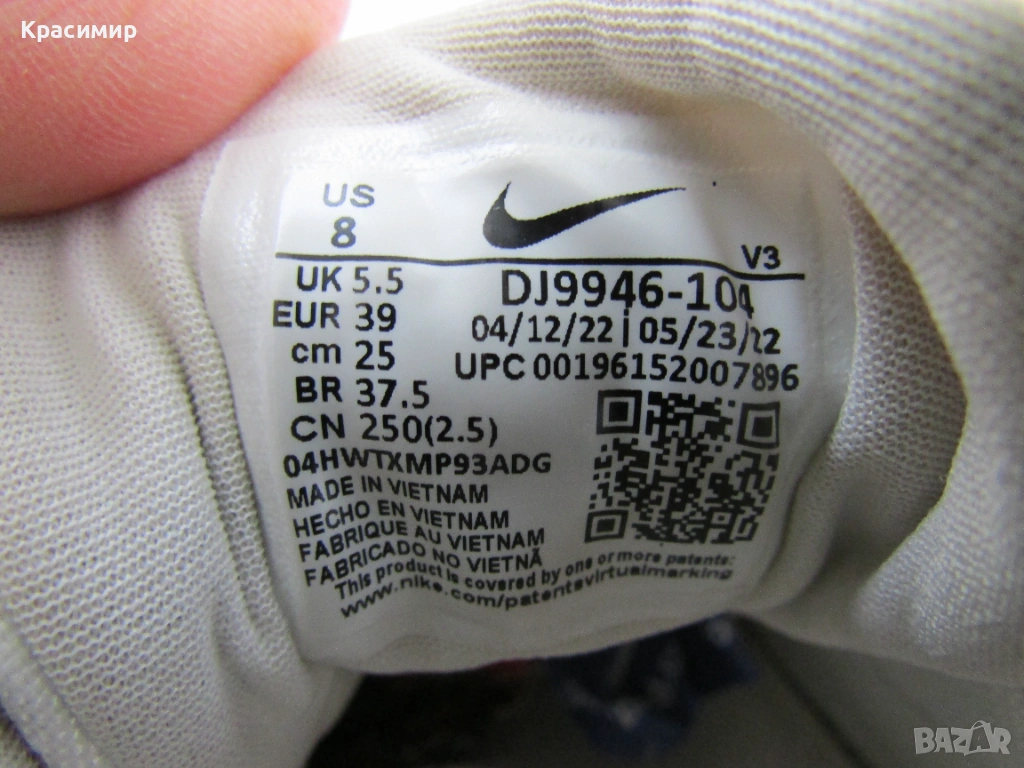 Красимир
US
8
V3
UK 5.5
EUR 39
cm 25
BR 37.5
CN 250(2.5)
DJ9946-104
04/12/22 | 05/23/22
UPC 00196152007896
04HWTXMP93ADG
MADE IN VIETNAM
HECHO EN VIETNAM
FABRIQUE AU VIETNAM
FABRICADO NO VIETNÃ
This product is covered by one or more patents:
www.nike.com/patentsvirtualmarking
BAZAR